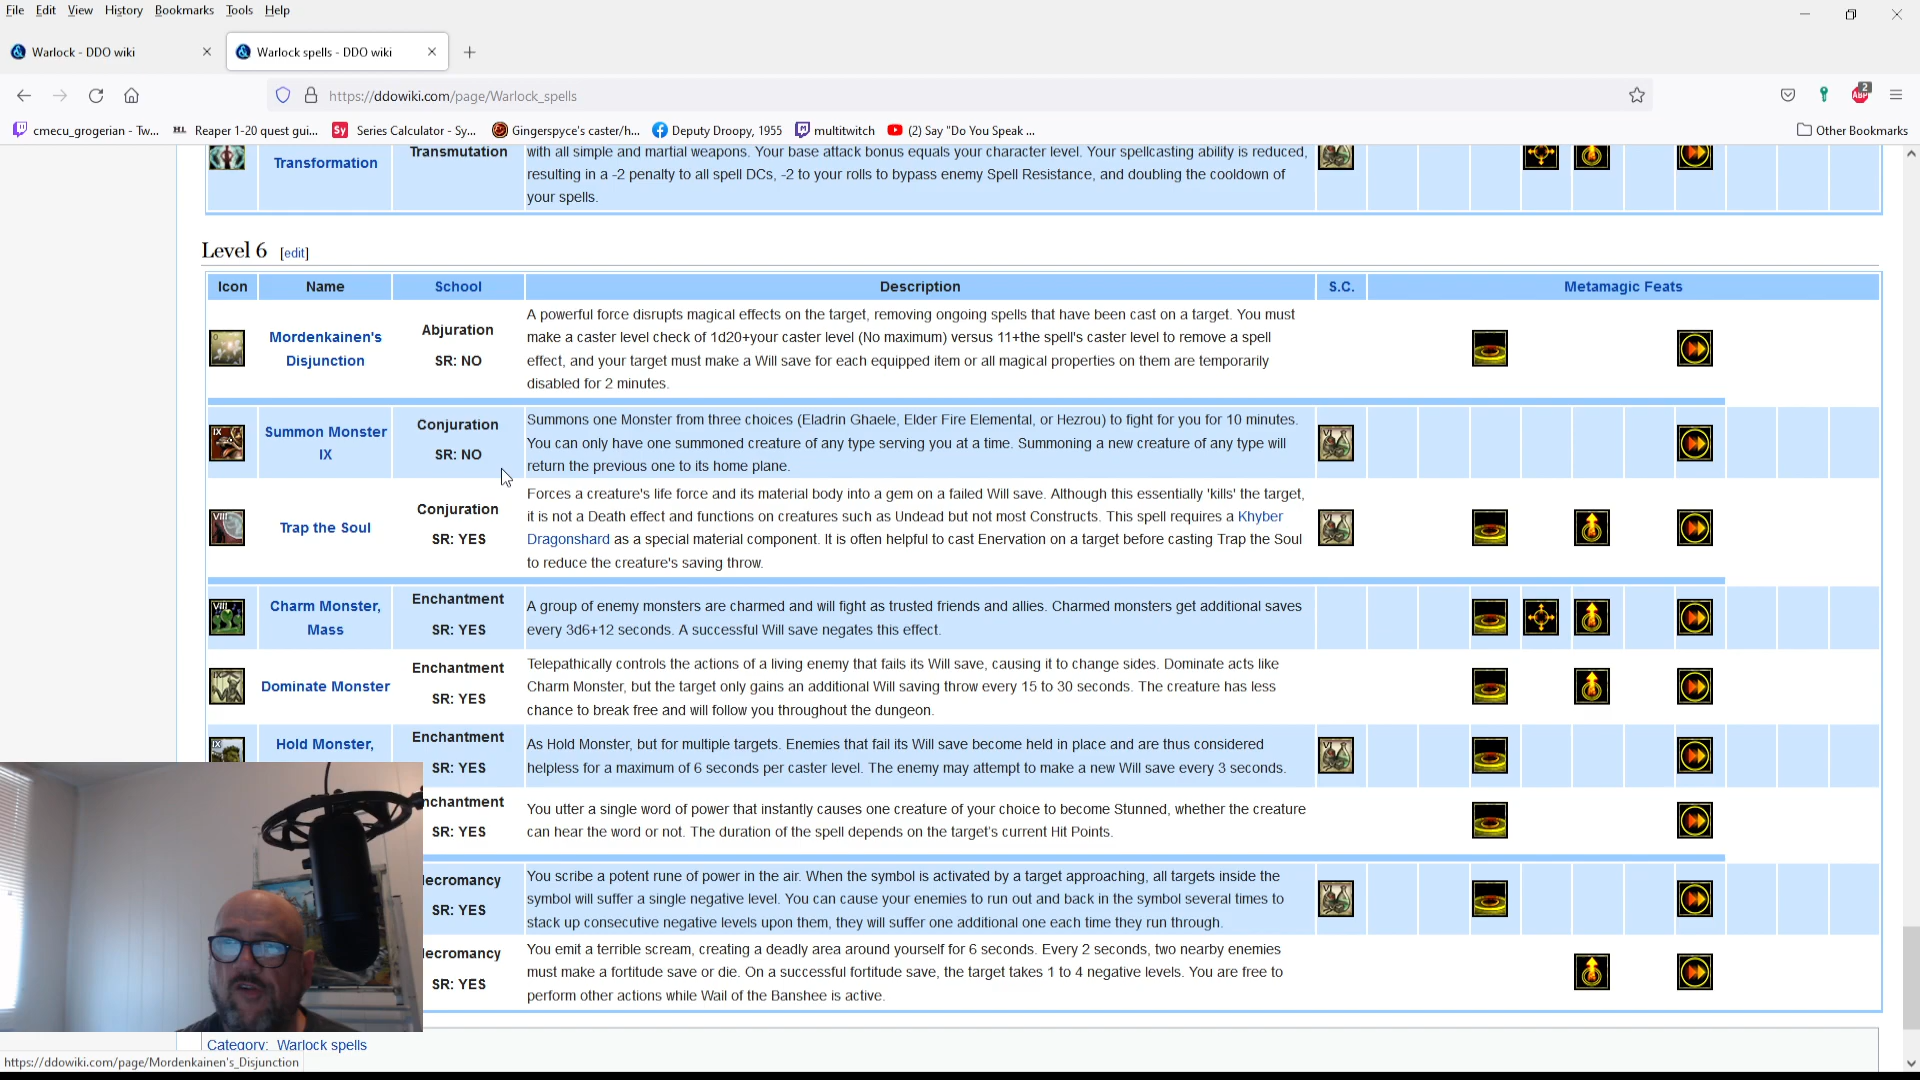 File Edit View History Bookmarks Tools Help
Warlock - DDO wiki
Warlock spells - DDO wiki
https://ddowiki.com/page/Warlock_spells
2
ABP
cmecu_grogerian - Tw...
Reaper 1-20 quest gui...
Sy Series Calculator - Sy...
Gingerspyce's caster/h...
Deputy Droopy, 1955
multitwitch
(2) Say "Do You Speak ...
Other Bookmarks
Transformation
Transmutation
with all simple and martial weapons. Your base attack bonus equals your character level. Your spellcasting ability is reduced,
resulting in a -2 penalty to all spell DCs, -2 to your rolls to bypass enemy Spell Resistance, and doubling the cooldown of
your spells.
Level 6 [edit]
Icon Name School Description S.C. Metamagic Feats
Mordenkainen's
Disjunction
Abjuration
SR: NO
A powerful force disrupts magical effects on the target, removing ongoing spells that have been cast on a target. You must
make a caster level check of 1d20+your caster level (No maximum) versus 11+the spell's caster level to remove a spell
effect, and your target must make a Will save for each equipped item or all magical properties on them are temporarily
disabled for 2 minutes.
IX
Summon Monster
IX
Conjuration
SR: NO
Summons one Monster from three choices (Eladrin Ghaele, Elder Fire Elemental, or Hezrou) to fight for you for 10 minutes.
You can only have one summoned creature of any type serving you at a time. Summoning a new creature of any type will
return the previous one to its home plane.
VIII
Trap the Soul
Conjuration
SR: YES
Forces a creature's life force and its material body into a gem on a failed Will save. Although this essentially 'kills' the target,
it is not a Death effect and functions on creatures such as Undead but not most Constructs. This spell requires a Khyber
Dragonshard as a special material component. It is often helpful to cast Enervation on a target before casting Trap the Soul
to reduce the creature's saving throw.
VIII
Charm Monster,
Mass
Enchantment
SR: YES
A group of enemy monsters are charmed and will fight as trusted friends and allies. Charmed monsters get additional saves
every 3d6+12 seconds. A successful Will save negates this effect.
IX
Dominate Monster
Enchantment
SR: YES
Telepathically controls the actions of a living enemy that fails its Will save, causing it to change sides. Dominate acts like
Charm Monster, but the target only gains an additional Will saving throw every 15 to 30 seconds. The creature has less
chance to break free and will follow you throughout the dungeon.
IX
Hold Monster,
Enchantment
SR: YES
As Hold Monster, but for multiple targets. Enemies that fail its Will save become held in place and are thus considered
helpless for a maximum of 6 seconds per caster level. The enemy may attempt to make a new Will save every 3 seconds.
nchantment
SR: YES
You utter a single word of power that instantly causes one creature of your choice to become Stunned, whether the creature
can hear the word or not. The duration of the spell depends on the target's current Hit Points.
ecromancy
SR: YES
You scribe a potent rune of power in the air. When the symbol is activated by a target approaching, all targets inside the
symbol will suffer a single negative level. You can cause your enemies to run out and back in the symbol several times to
stack up consecutive negative levels upon them, they will suffer one additional one each time they run through.
ecromancy
SR: YES
You emit a terrible scream, creating a deadly area around yourself for 6 seconds. Every 2 seconds, two nearby enemies
must make a fortitude save or die. On a successful fortitude save, the target takes 1 to 4 negative levels. You are free to
perform other actions while Wail of the Banshee is active.
Category: Warlock spells
https://ddowiki.com/page/Mordenkainen's_Disjunction